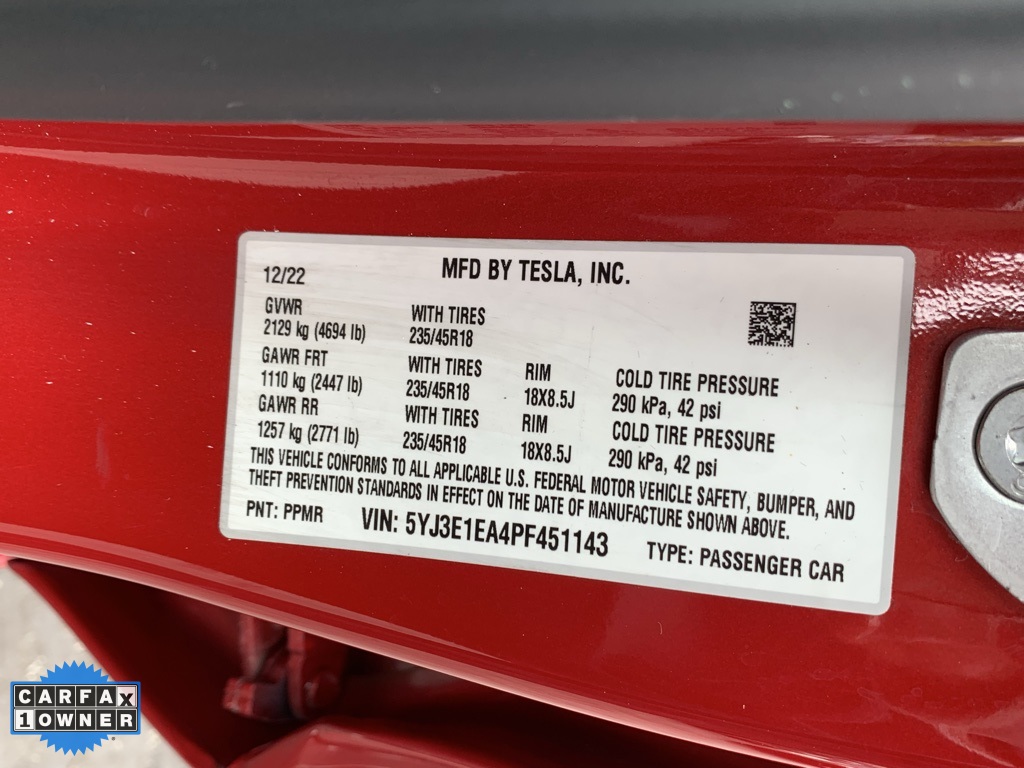 12/22 MFD BY TESLA, INC.
GVWR WITH TIRES
2129 kg (4694 lb) 235/45R18
GAWR FRT WITH TIRES RIM COLD TIRE PRESSURE
1110 kg (2447 lb) 235/45R18 18X8.5J 290 kPa, 42 psi
GAWR RR WITH TIRES RIM COLD TIRE PRESSURE
1257 kg (2771 lb) 235/45R18 18X8.5J 290 kPa, 42 psi
THIS VEHICLE CONFORMS TO ALL APPLICABLE U.S. FEDERAL MOTOR VEHICLE SAFETY, BUMPER, AND
THEFT PREVENTION STANDARDS IN EFFECT ON THE DATE OF MANUFACTURE SHOWN ABOVE.
PNT: PPMR VIN: 5YJ3E1EA4PF451143 TYPE: PASSENGER CAR
CARFAX
1 OWNER